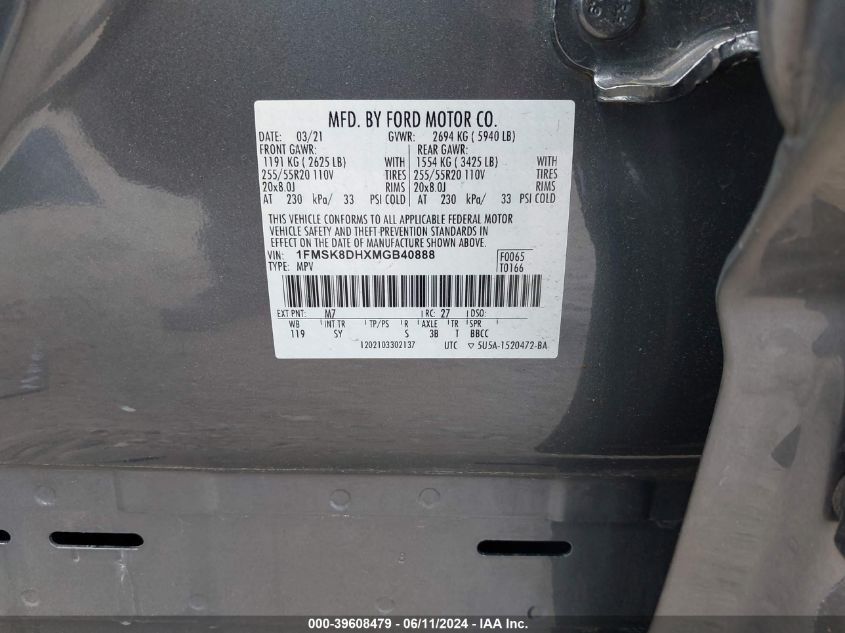 MFD. BY FORD MOTOR CO.
DATE: 03/21 GVWR: 2694 KG ( 5940 LB)
FRONT GAWR: REAR GAWR:
1191 KG ( 2625 LB) WITH 1554 KG ( 3425 LB) WITH
255/55R20 110V TIRES 255/55R20 110V TIRES
20x8.0J RIMS 20x8.0J RIMS
AT 230 kPa/ 33 PSI COLD AT 230 kPa/ 33 PSI COLD
THIS VEHICLE CONFORMS TO ALL APPLICABLE FEDERAL MOTOR
VEHICLE SAFETY AND THEFT-PREVENTION STANDARDS IN
EFFECT ON THE DATE OF MANUFACTURE SHOWN ABOVE.
VIN: 1FMSK8DHXMGB40888 F0065
TYPE: MPV T0166
EXT PNT: M7 RC: 27 DSO:
WB INT TR TP/PS R AXLE TR SPR
119 SY S 3B T BBCC
1202103302137 UTC ▽ 5U5A-1520472-BA
000-39608479 - 06/11/2024 - IAA Inc.